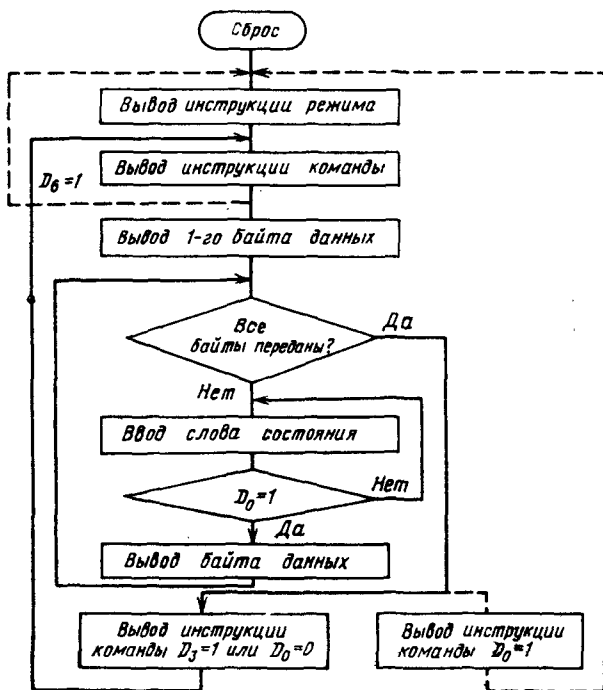 Сброс
Вывод инструкции режима
Вывод инструкции команды
D₆=1
Вывод 1-го байта данных
Все
байты переданы?
Да
Нет
Ввод слова состояния
D₀=1
Нет
Да
Вывод байта данных
Вывод инструкции
команды D₃=1 или D₀=0
Вывод инструкции
команды D₀=1